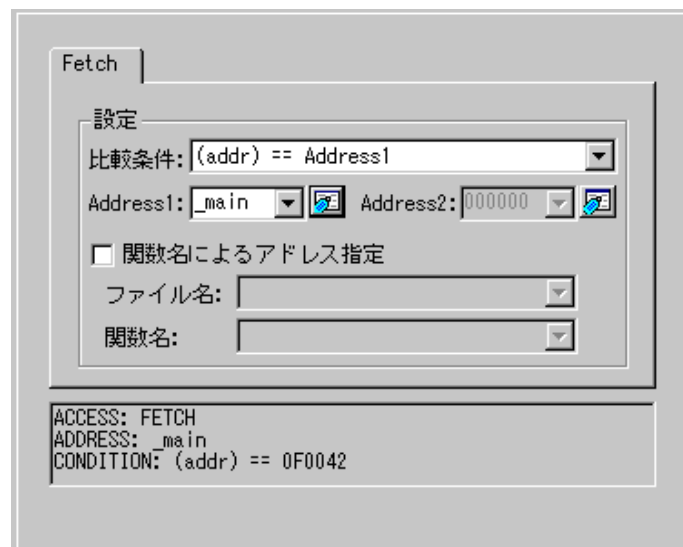 Fetch
設定
比較条件: (addr) == Address1
Address1: _main Address2: 000000
関数名によるアドレス指定
ファイル名:
関数名:
ACCESS: FETCH
ADDRESS: _main
CONDITION: (addr) == 0F0042